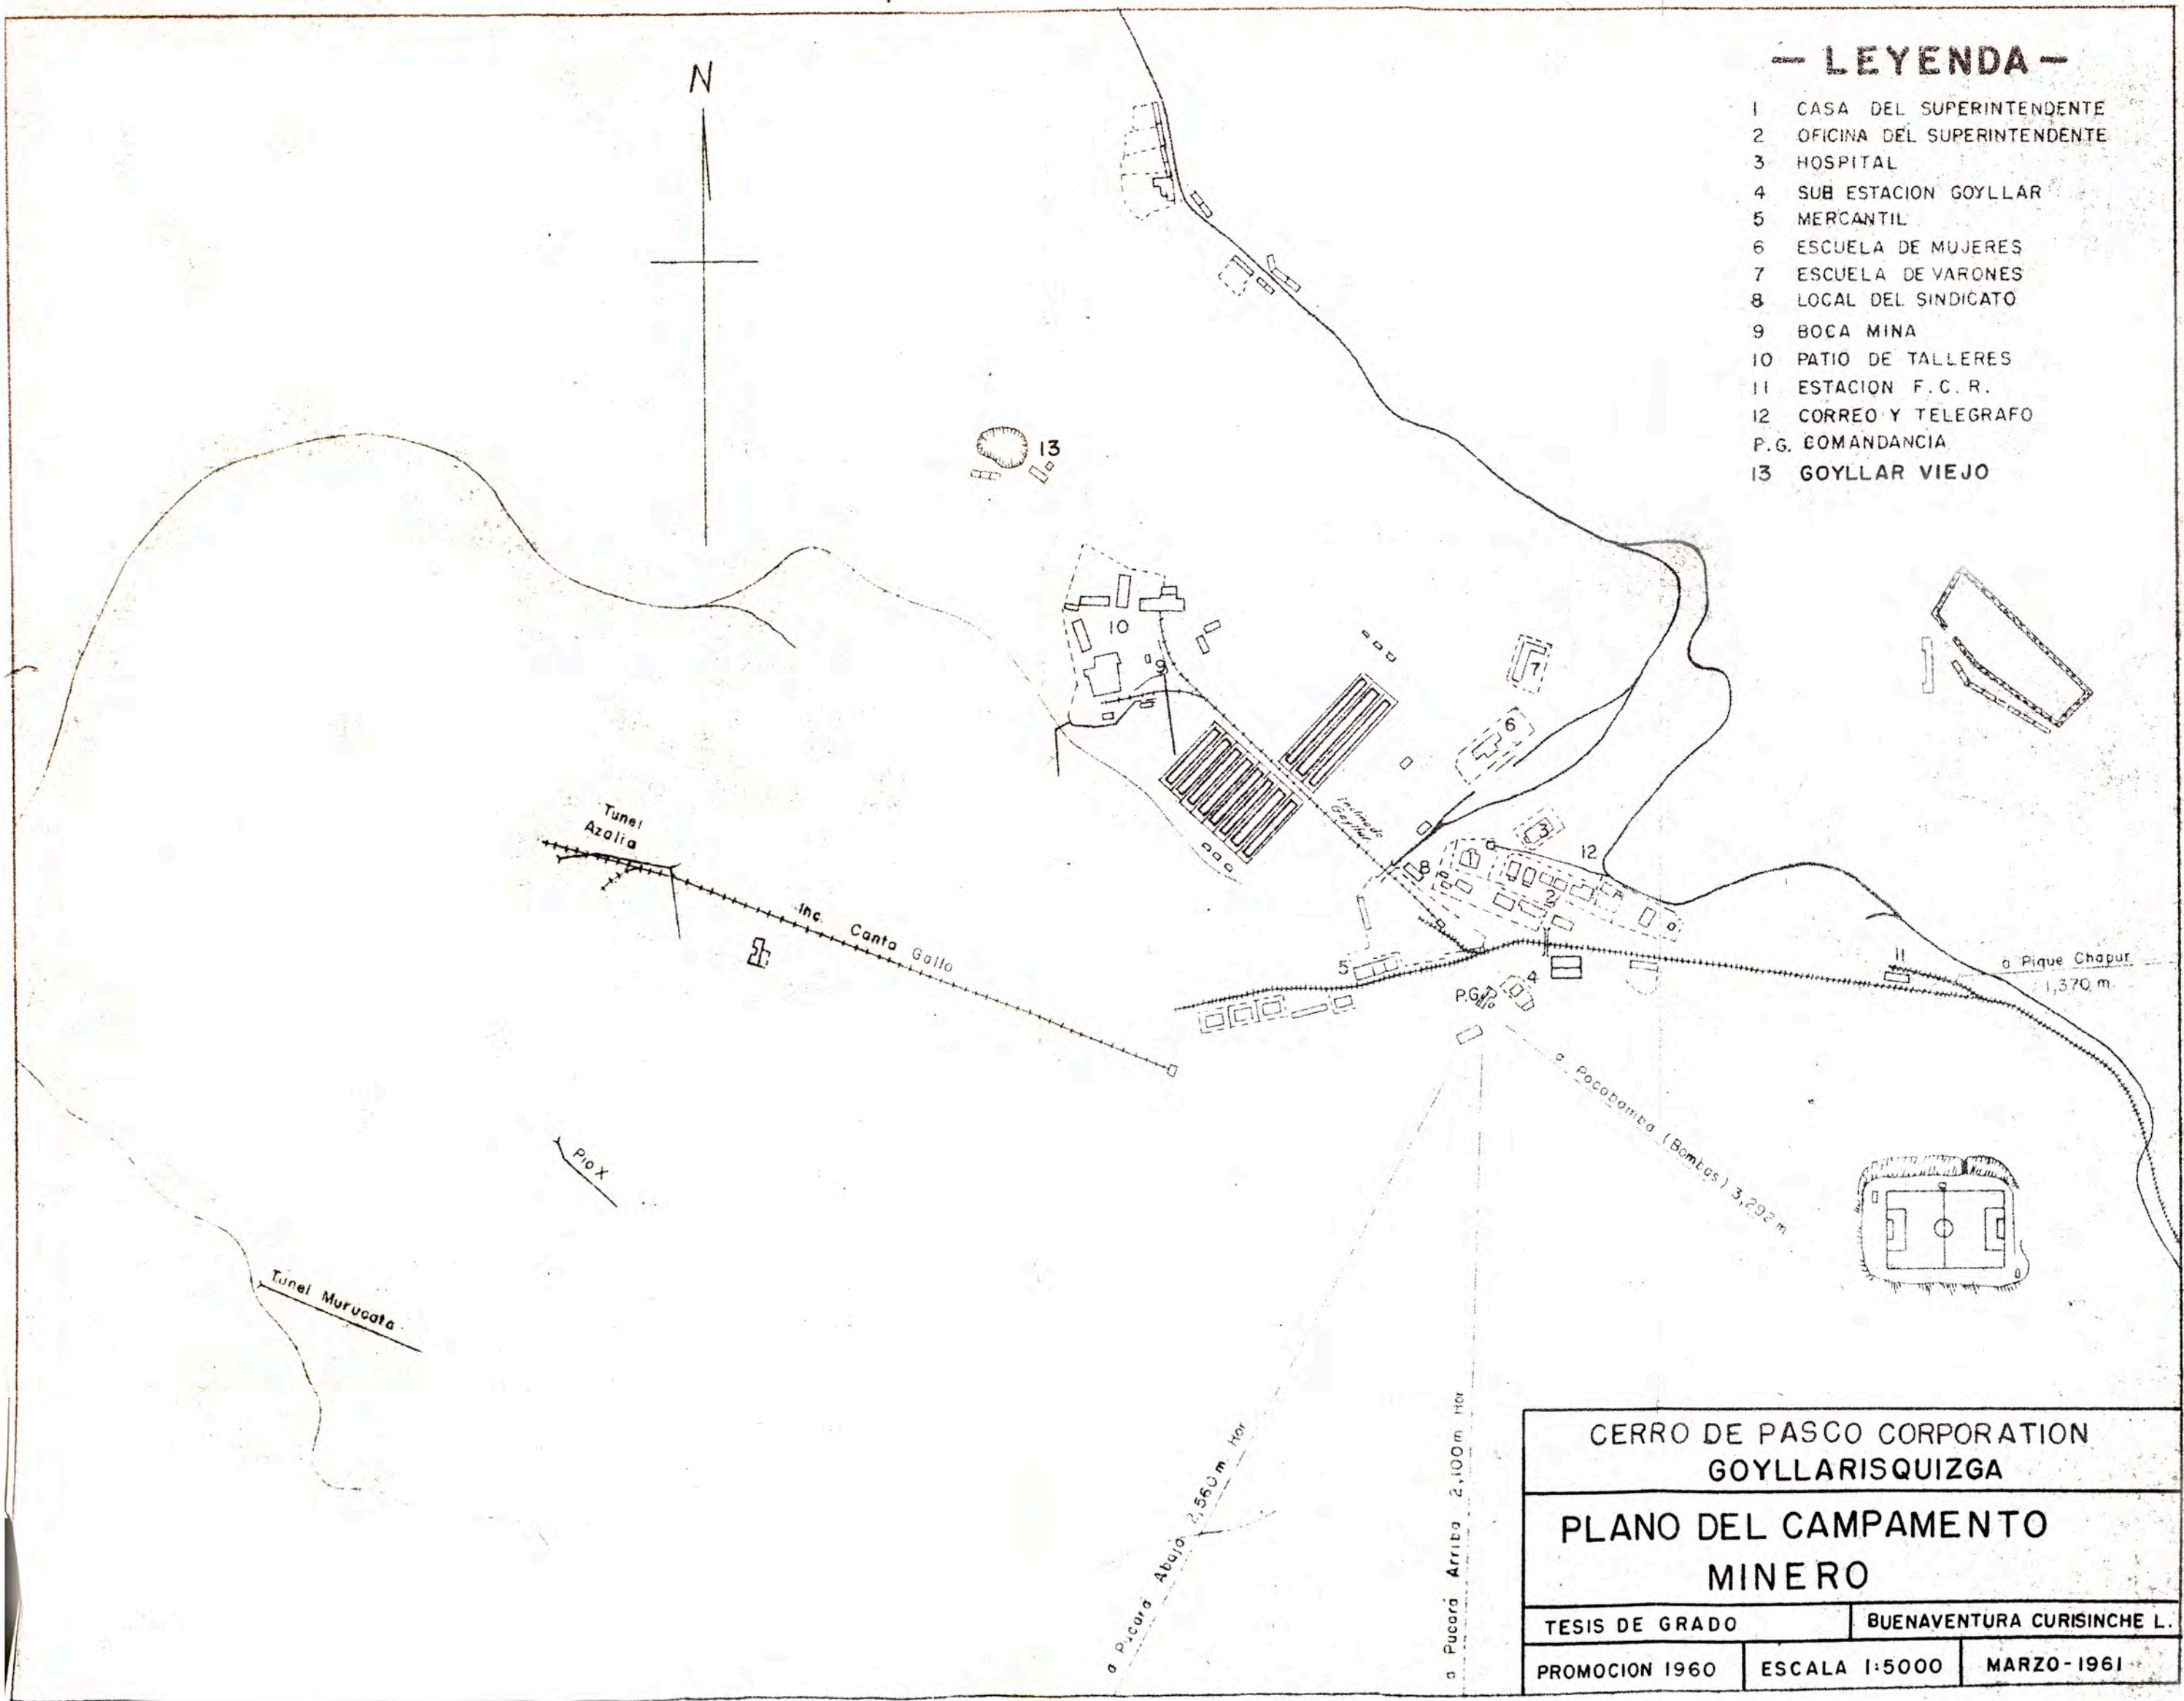 N
— LEYENDA —
1 CASA DEL SUPERINTENDENTE
2 OFICINA DEL SUPERINTENDENTE
3 HOSPITAL
4 SUB ESTACION GOYLLAR
5 MERCANTIL
6 ESCUELA DE MUJERES
7 ESCUELA DE VARONES
8 LOCAL DEL SINDICATO
9 BOCA MINA
10 PATIO DE TALLERES
11 ESTACION F.C.R.
12 CORREO Y TELEGRAFO
P.G. COMANDANCIA
13 GOYLLAR VIEJO
13
10
9
7
6
Inclinado
Goyllar
3
12
1
8
2
Tunel
Azalia
Inc. Canta Gallo
5
4
P.G.
11
a Pique Chapur
1,370 m.
a Pocobamba (Bombas) 3,292 m
Pio X
Tunel Murucata
a Pucará Abajo 2,560 m Hor
a Pucará Arriba 2,100 m Hor
CERRO DE PASCO CORPORATION
GOYLLARISQUIZGA
PLANO DEL CAMPAMENTO
MINERO
TESIS DE GRADO
BUENAVENTURA CURISINCHE L.
PROMOCION 1960
ESCALA 1:5000
MARZO-1961